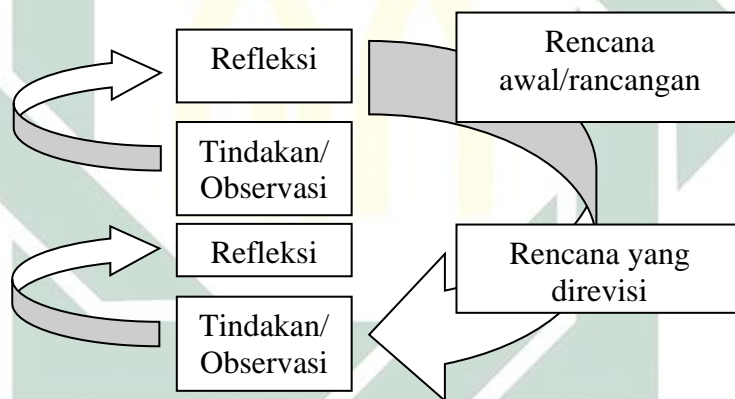 Refleksi
Rencana
awal/rancangan
Tindakan/
Observasi
Refleksi
Rencana yang
direvisi
Tindakan/
Observasi